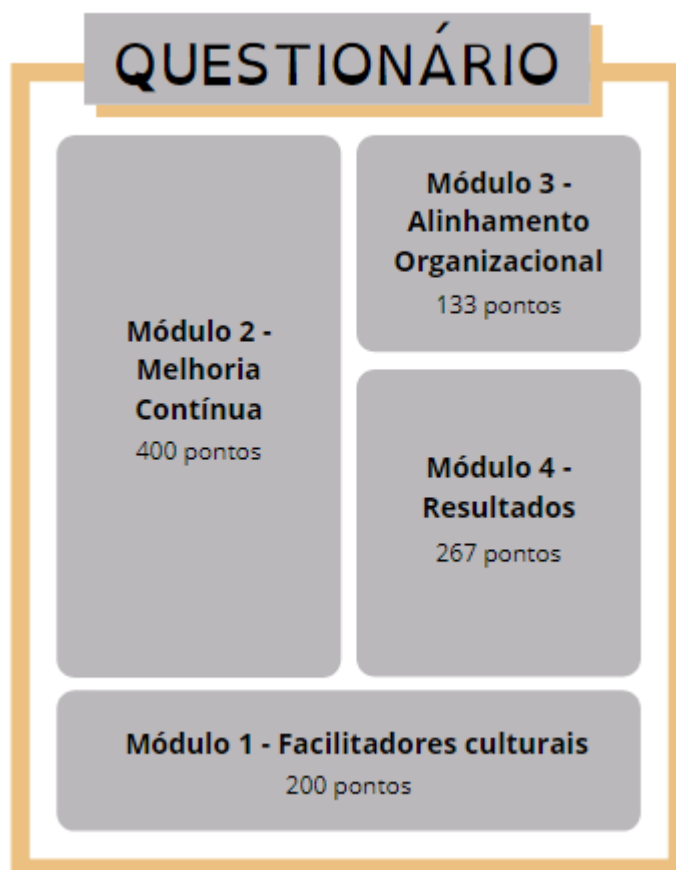 QUESTIONÁRIO
Módulo 2 -
Melhoria
Contínua
400 pontos
Módulo 3 -
Alinhamento
Organizacional
133 pontos
Módulo 4 -
Resultados
267 pontos
Módulo 1 - Facilitadores culturais
200 pontos